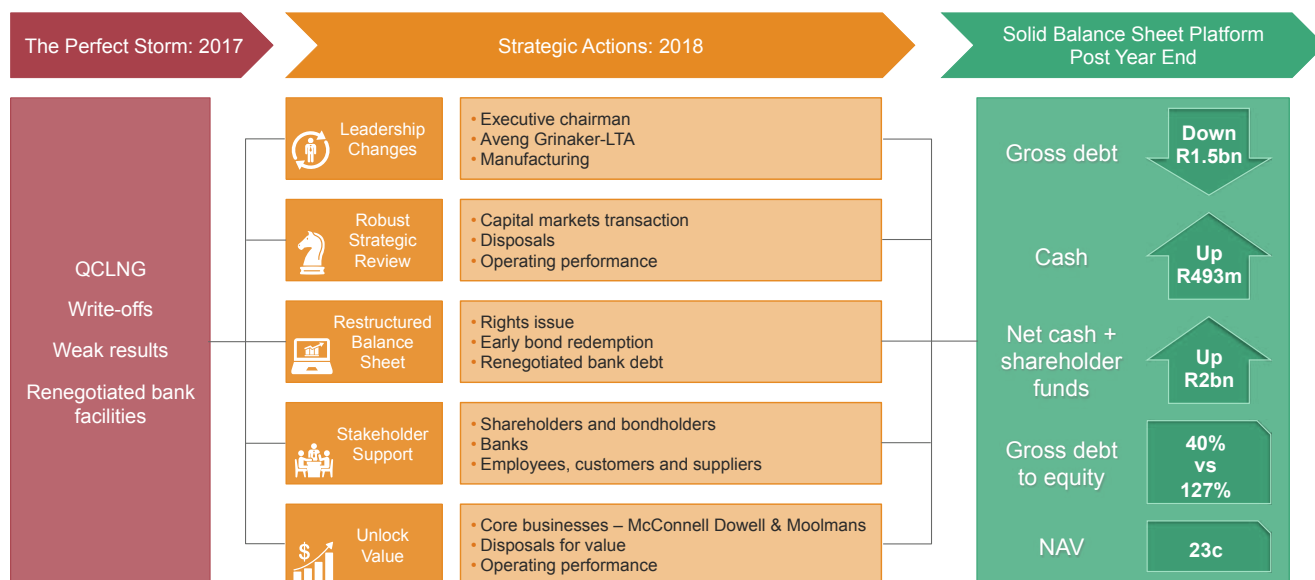 The Perfect Storm: 2017
Strategic Actions: 2018
Solid Balance Sheet Platform
Post Year End
QCLNG
Write-offs
Weak results
Renegotiated bank
facilities
Leadership
Changes
• Executive chairman
• Aveng Grinaker-LTA
• Manufacturing
Robust
Strategic
Review
• Capital markets transaction
• Disposals
• Operating performance
Restructured
Balance
Sheet
• Rights issue
• Early bond redemption
• Renegotiated bank debt
Stakeholder
Support
• Shareholders and bondholders
• Banks
• Employees, customers and suppliers
$
Unlock
Value
• Core businesses – McConnell Dowell & Moolmans
• Disposals for value
• Operating performance
Gross debt
Down
R1.5bn
Cash
Up
R493m
Net cash +
shareholder
funds
Up
R2bn
Gross debt
to equity
40%
vs
127%
NAV
23c